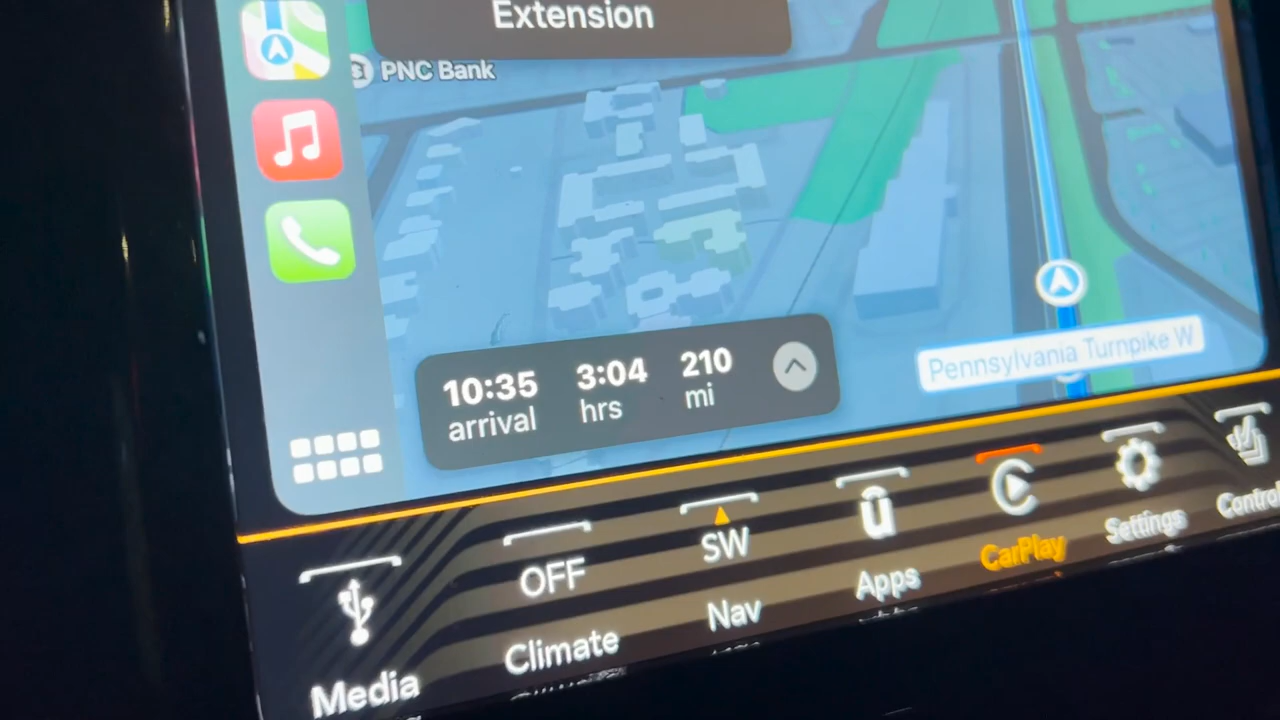 Extension
PNC Bank
10:35
arrival
3:04
hrs
210
mi
Pennsylvania Turnpike W
Media
OFF
Climate
SW
Nav
Apps
CarPlay
Settings
Control